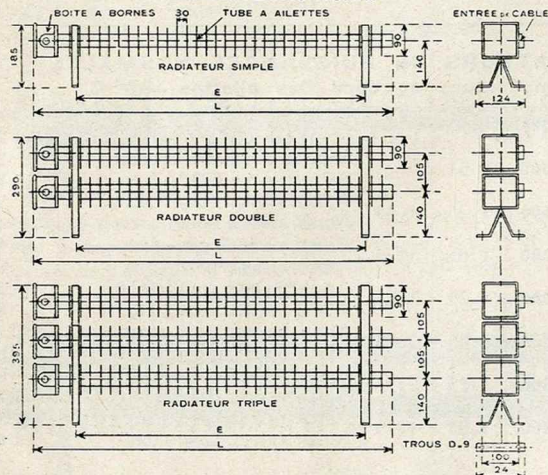 BOITE A BORNES 30 TUBE A AILETTES ENTRÉE DE CABLE
185
90
140
RADIATEUR SIMPLE
E
L
124
290
90
105
140
RADIATEUR DOUBLE
E
L
395
90
105
105
140
RADIATEUR TRIPLE
E
L
TROUS D.9
100
24